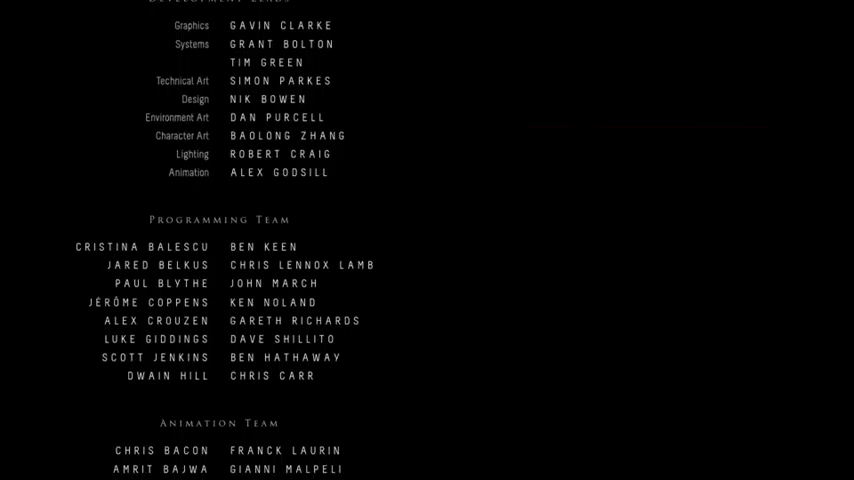 DEVELOPMENT LEADS
Graphics GAVIN CLARKE
Systems GRANT BOLTON
TIM GREEN
Technical Art SIMON PARKES
Design NIK BOWEN
Environment Art DAN PURCELL
Character Art BAOLONG ZHANG
Lighting ROBERT CRAIG
Animation ALEX GODSILL
PROGRAMMING TEAM
CRISTINA BALESCU BEN KEEN
JARED BELKUS CHRIS LENNOX LAMB
PAUL BLYTHE JOHN MARCH
JÉRÔME COPPENS KEN NOLAND
ALEX CROUZEN GARETH RICHARDS
LUKE GIDDINGS DAVE SHILLITO
SCOTT JENKINS BEN HATHAWAY
DWAIN HILL CHRIS CARR
ANIMATION TEAM
CHRIS BACON FRANCK LAURIN
AMRIT BAJWA GIANNI MALPELI